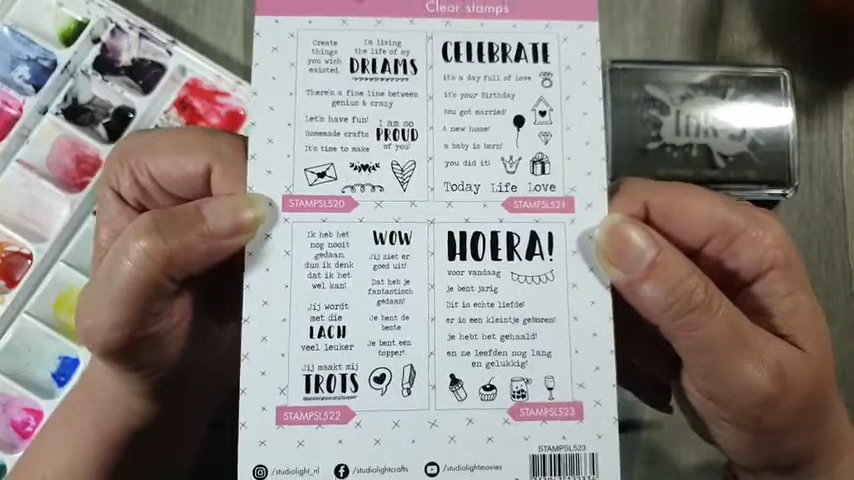 Clear stamps
Create
things
you wish
existed.
I'm living
the life of my
DREAMS
There's a fine line between
genius & crazy
Let's have fun!
Homemade crafts
It's time to make
I am so
PROUD
of you!
STAMPSL520
CELEBRATE
it's a day full of love
it's your Birthday
You got married!
A new home!
a baby is born!
you did it!
Today Life Love
STAMPSL521
Ik heb het
nog nooit
gedaan,
dus ik denk
dat ik het
wel kan!
Jij wordt
met de
LACH
veel leuker
Jij maakt mij
TROTS
WOW
Jij ziet er
goed uit!
Dat heb je
fantastisch
gedaan!
Je bent de
beste
Je bent een
topper!
STAMPSL522
HOERA!
voor vandaag
je bent jarig
Dit is echte liefde!
er is een kleintje geboren!
je hebt het gehaald!
en ze leefden nog lang
en gelukkig!
STAMPSL523
STAMPSL523
/studiolight_nl
/studiolightcrafts
/studiolightmovies
ink